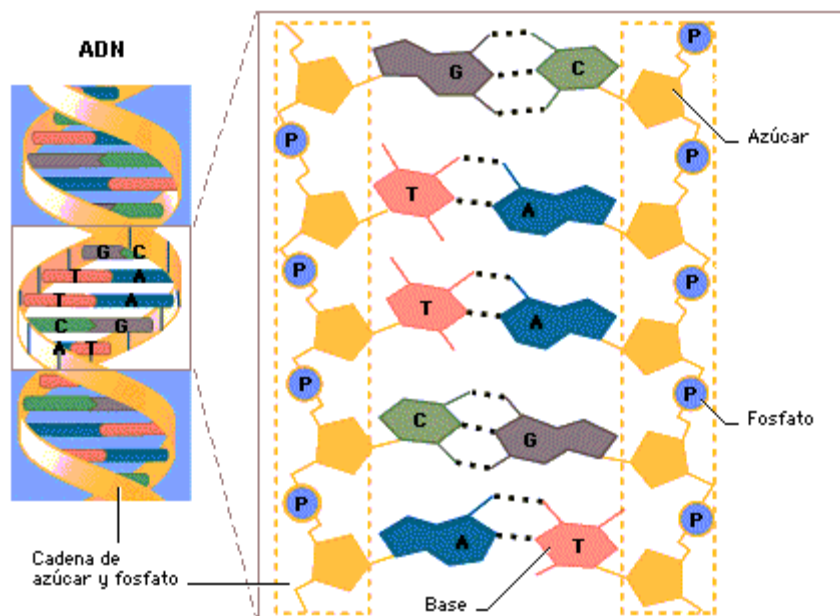 ADN
G C
T A
T A
C G
A T
Cadena de
azúcar y fosfato
P
G C
Azúcar
P P
T A
P P
T A
P P
Fosfato
C G
P P
A T
Base